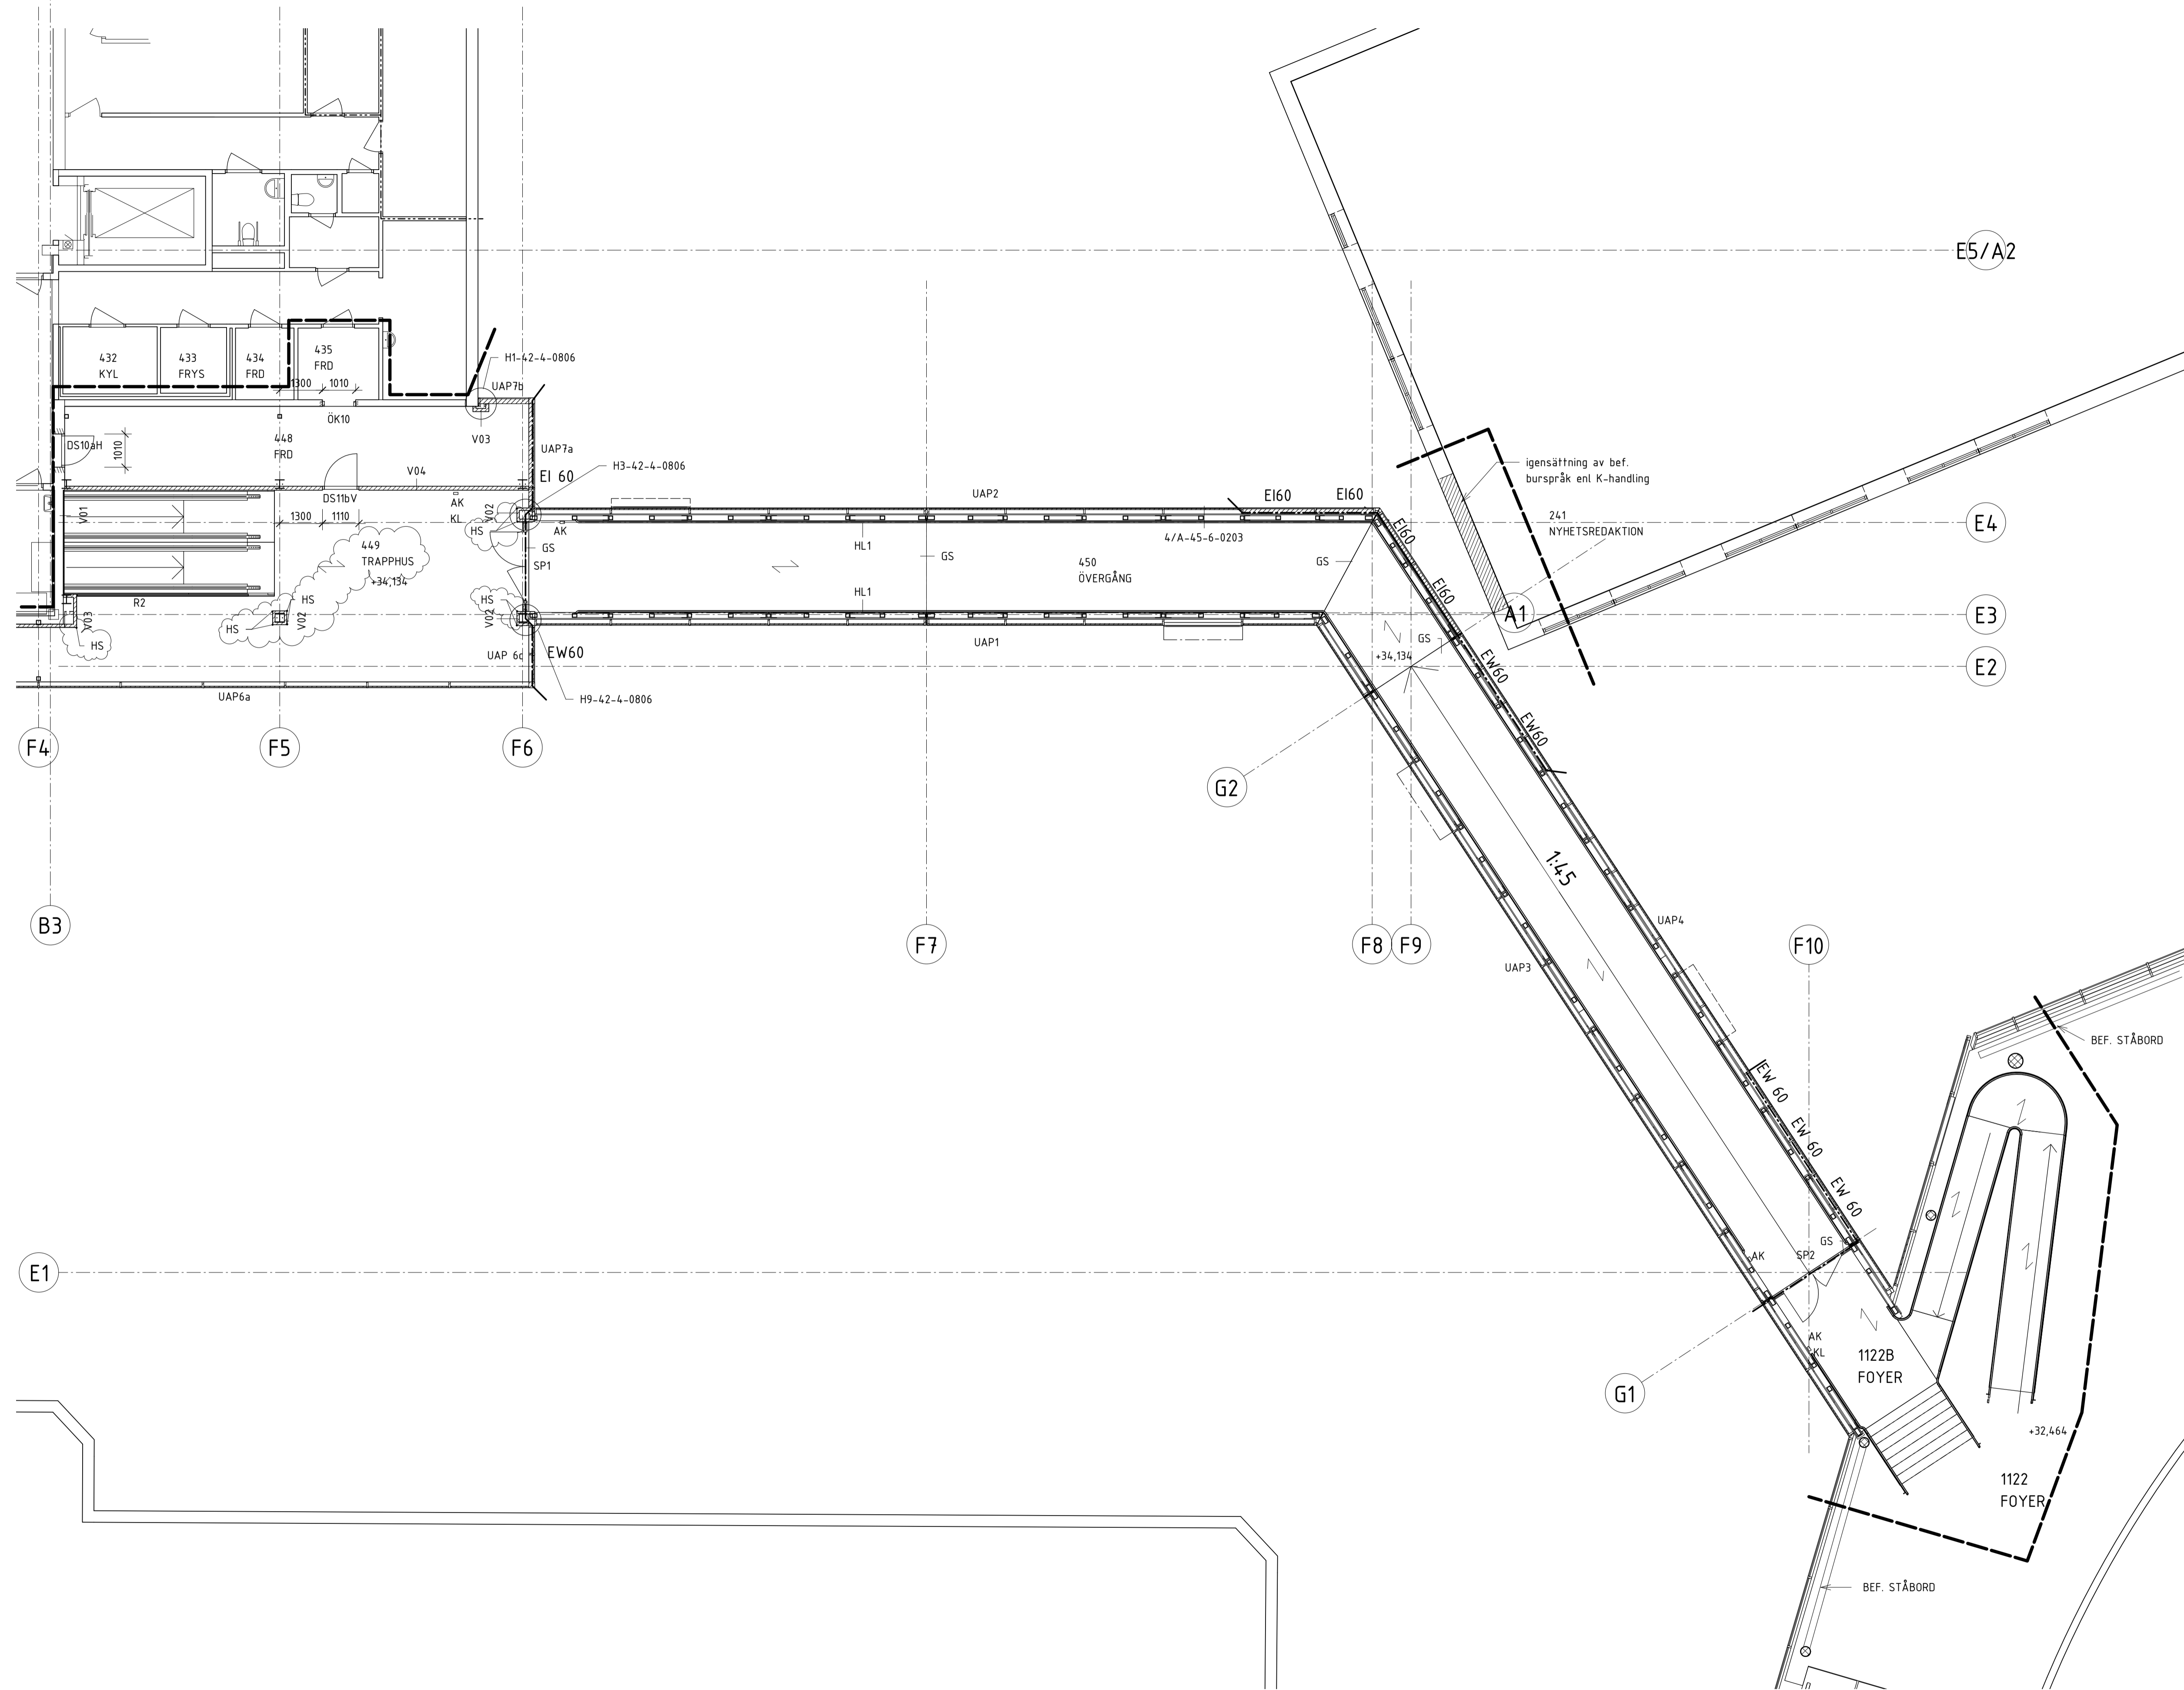 E5/A2
432
KYL
433
FRYS
434
FRD
435
FRD
1300
1010
H1-42-4-0806
UAP7b
ÖK10
V03
DS10aH
1010
448
FRD
UAP7a
V04
EI 60
H3-42-4-0806
DS11bV
AK
KL
V01
V02
1300
1110
HS
449
TRAPPHUS
+34,134
GS
SP1
AK
UAP2
EI60
EI60
EI60
EI60
HL1
GS
4/A-45-6-0203
450
ÖVERGÅNG
GS
HL1
UAP1
igensättning av bef.
burspråk enl K-handling
241
NYHETSREDAKTION
E4
A1
E3
E2
R2
HS
HS
V02
HS
V02
V03
HS
UAP 6c
EW60
H9-42-4-0806
UAP6a
+34,134
GS
EW60
EW60
F4
F5
F6
G2
1:45
UAP4
UAP3
B3
F7
F8
F9
F10
BEF. STÅBORD
EW 60
EW 60
EW 60
GS
SP2
AK
E1
AK
KL
1122B
FOYER
G1
+32,464
1122
FOYER
BEF. STÅBORD